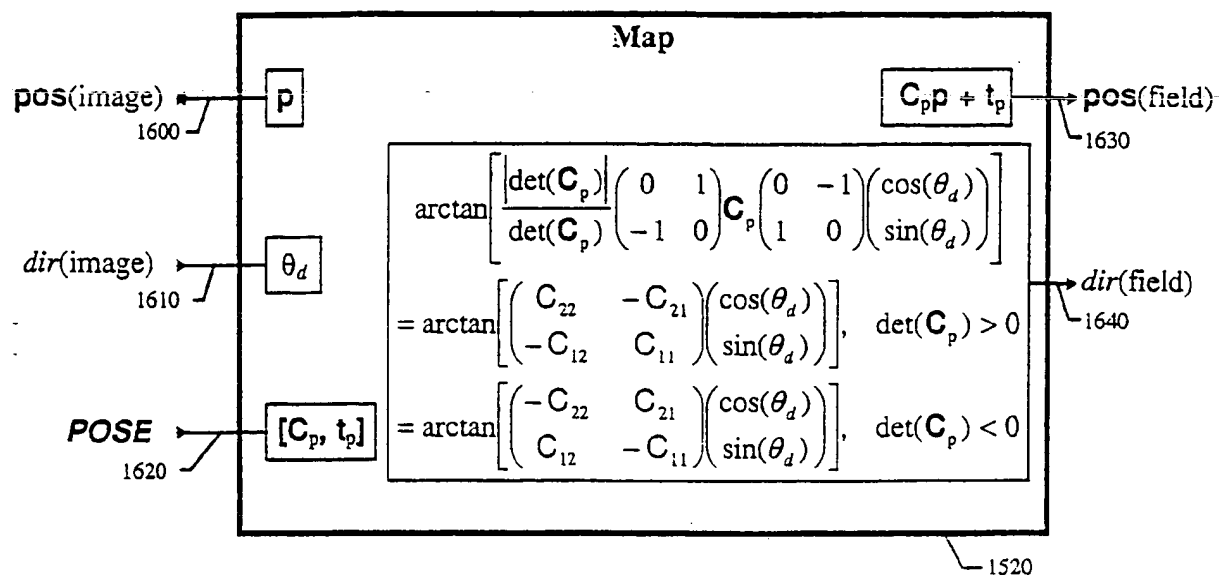 Map
pos(image)
1600
p
C_p p + t_p
pos(field)
1630
arctan[ |det(C_p)| / det(C_p) ( 0 1 ; -1 0 ) C_p ( 0 -1 ; 1 0 ) ( cos(θ_d) ; sin(θ_d) ) ]
dir(image)
1610
θ_d
= arctan[ ( C_22 -C_21 ; -C_12 C_11 ) ( cos(θ_d) ; sin(θ_d) ) ], det(C_p) > 0
dir(field)
1640
POSE
1620
[C_p, t_p]
= arctan[ ( -C_22 C_21 ; C_12 -C_11 ) ( cos(θ_d) ; sin(θ_d) ) ], det(C_p) < 0
1520